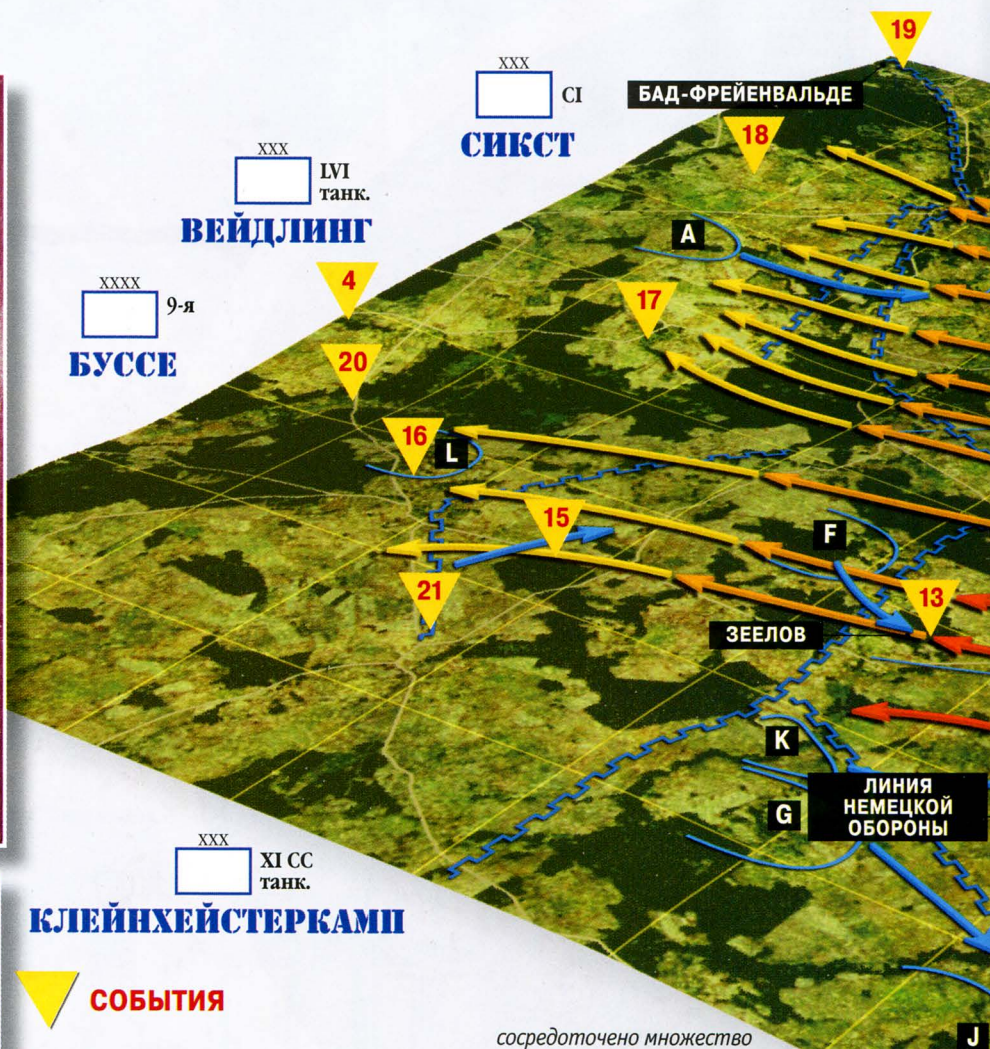 19
XXX
CI
СИКСТ
БАД-ФРЕЙЕНВАЛЬДЕ
18
XXX
LVI
танк.
ВЕЙДЛИНГ
A
4
17
XXXX
9-я
БУССЕ
20
16
L
15
F
21
13
ЗЕЕЛОВ
K
G
ЛИНИЯ
НЕМЕЦКОЙ
ОБОРОНЫ
XXX
XI СС
танк.
КЛЕЙНХЕЙСТЕРКАМП
СОБЫТИЯ
сосредоточено множество
J